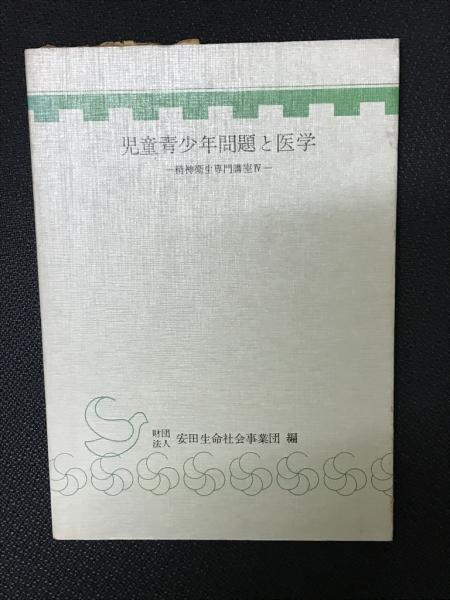 児童青少年問題と医学
―精神衛生専門講座Ⅳ―
財団法人 安田生命社会事業団 編